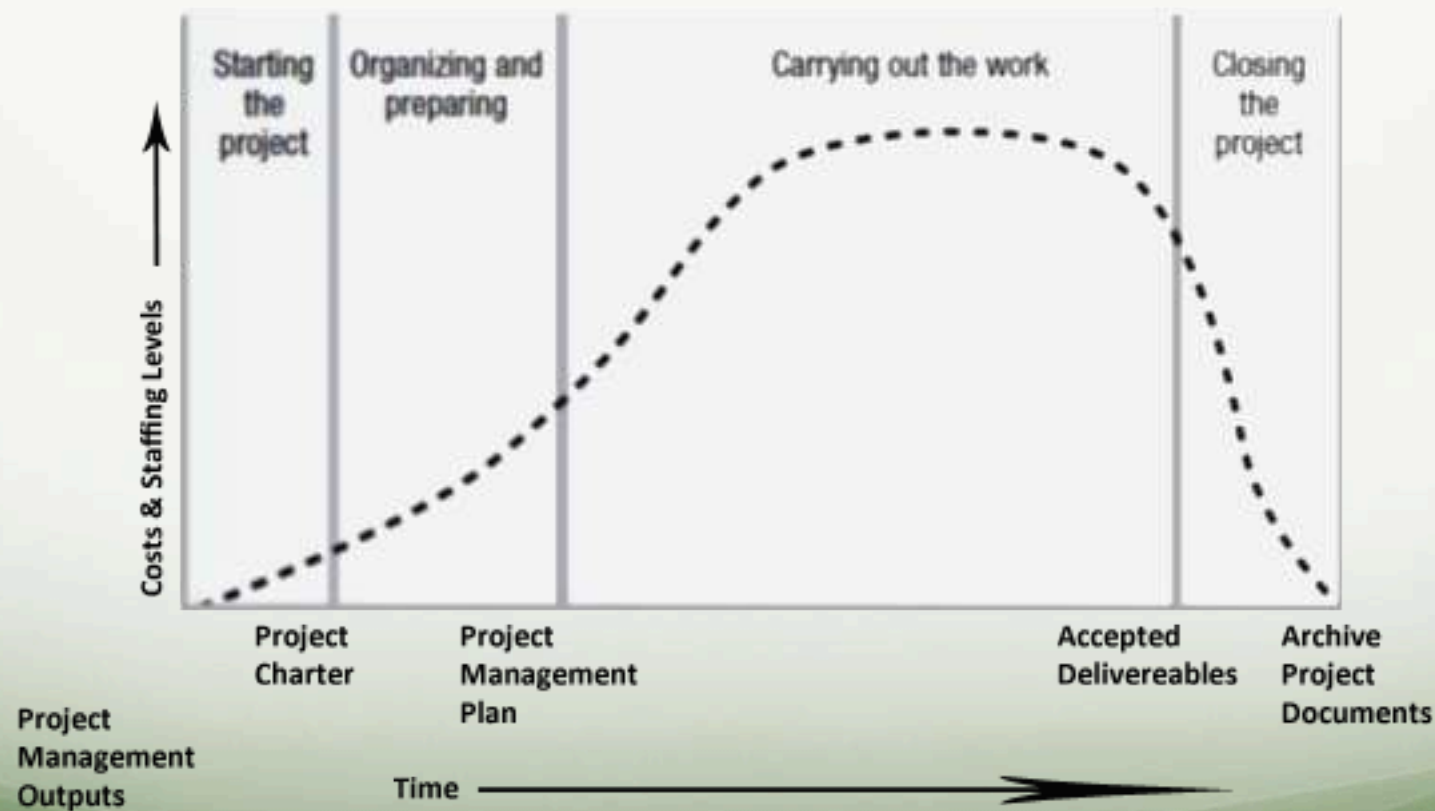 Starting
the
project
Organizing and
preparing
Carrying out the work
Closing
the
project
Costs & Staffing Levels
Project
Charter
Project
Management
Plan
Accepted
Delivereables
Archive
Project
Documents
Project
Management
Outputs
Time